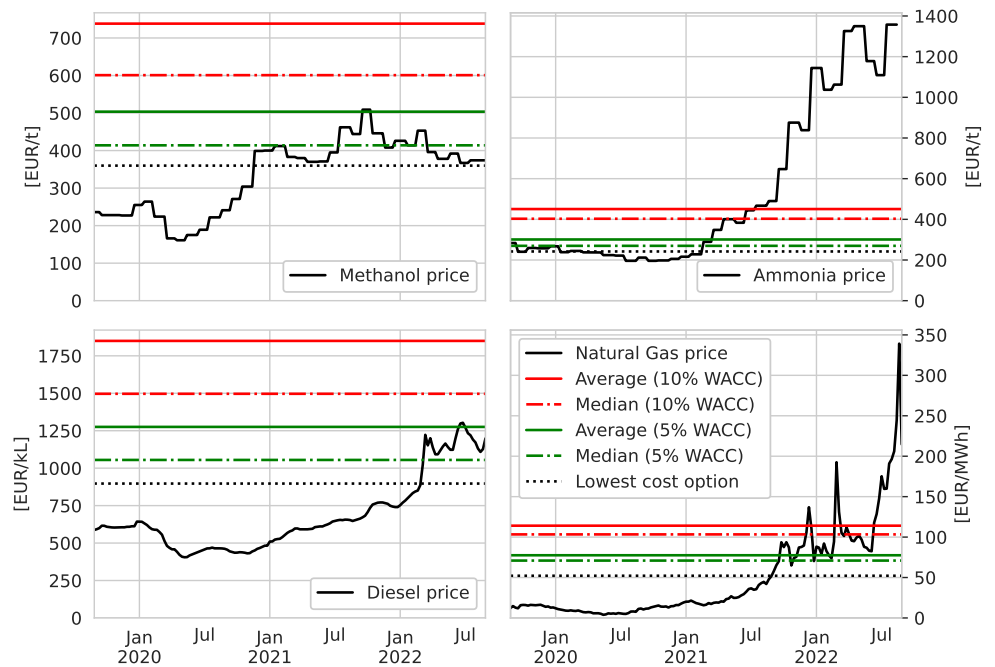 700
600
500
400
300
200
100
0
[EUR/t]
Methanol price
1400
1200
1000
800
600
400
200
0
[EUR/t]
Ammonia price
1750
1500
1250
1000
750
500
250
0
[EUR/kL]
Diesel price
Jan
2020
Jul
Jan
2021
Jul
Jan
2022
Jul
Natural Gas price
Average (10% WACC)
Median (10% WACC)
Average (5% WACC)
Median (5% WACC)
Lowest cost option
350
300
250
200
150
100
50
0
[EUR/MWh]
Jan
2020
Jul
Jan
2021
Jul
Jan
2022
Jul